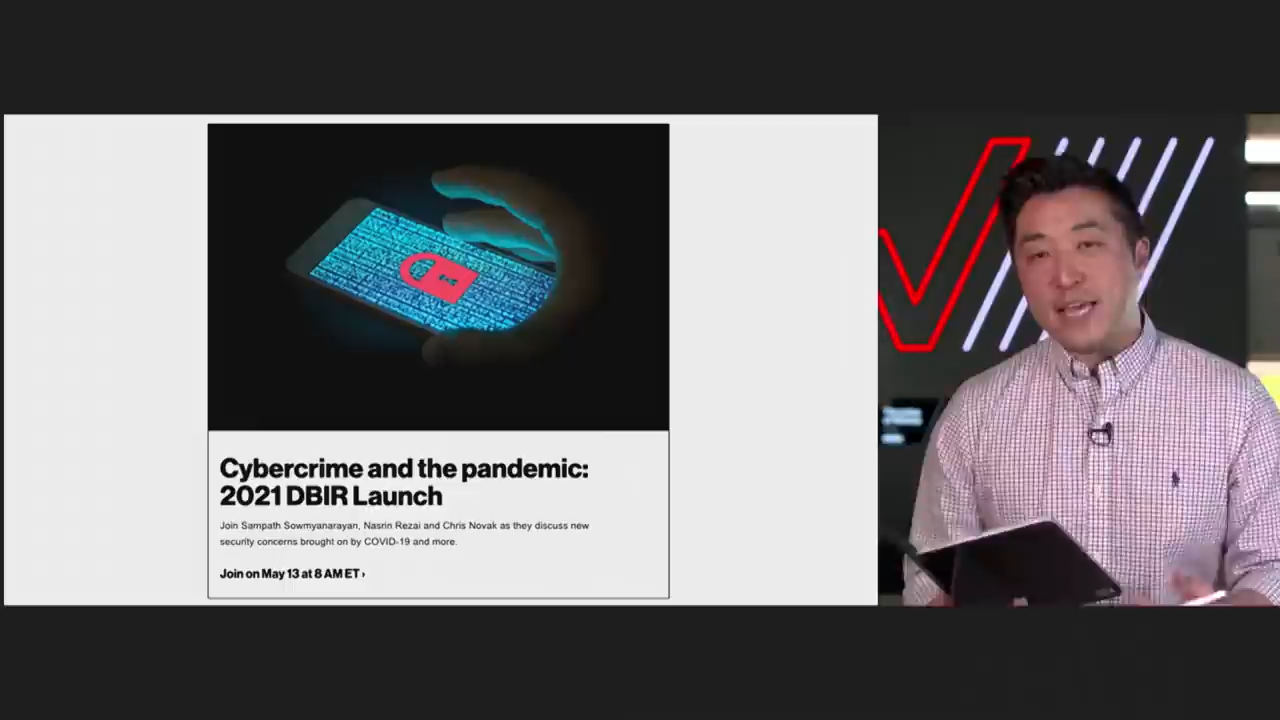 Cybercrime and the pandemic:
2021 DBIR Launch
Join Sampath Sowmyanarayan, Nasrin Rezai and Chris Novak as they discuss new
security concerns brought on by COVID-19 and more.
Join on May 13 at 8 AM ET ›